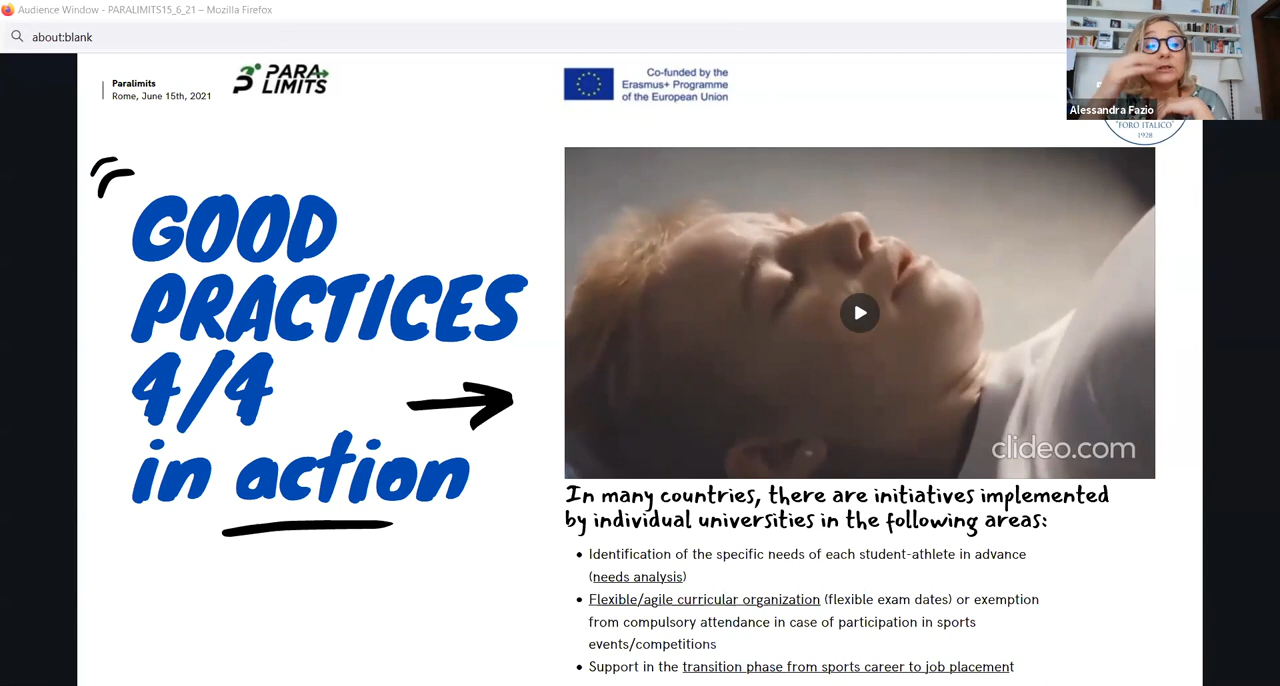 Audience Window - PARALIMITS15_6_21 – Mozilla Firefox
about:blank
Paralimits
Rome, June 15th, 2021
PARA
LIMITS
Co-funded by the
Erasmus+ Programme
of the European Union
Alessandra Fazio
"FORO ITALICO"
1928
GOOD
PRACTICES
4/4
in action
clideo.com
In many countries, there are initiatives implemented
by individual universities in the following areas:
• Identification of the specific needs of each student-athlete in advance
(needs analysis)
• Flexible/agile curricular organization (flexible exam dates) or exemption
from compulsory attendance in case of participation in sports
events/competitions
• Support in the transition phase from sports career to job placement